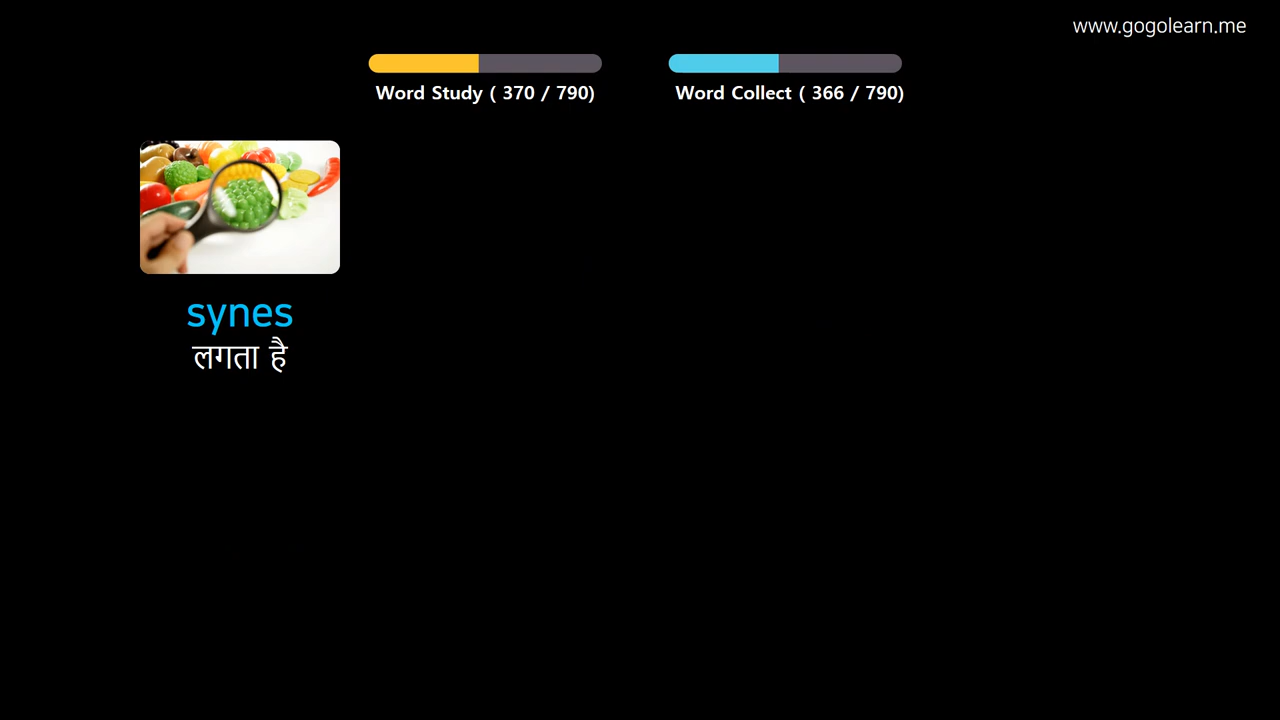 www.gogolearn.me
Word Study ( 370 / 790)
Word Collect ( 366 / 790)
synes
लगता है